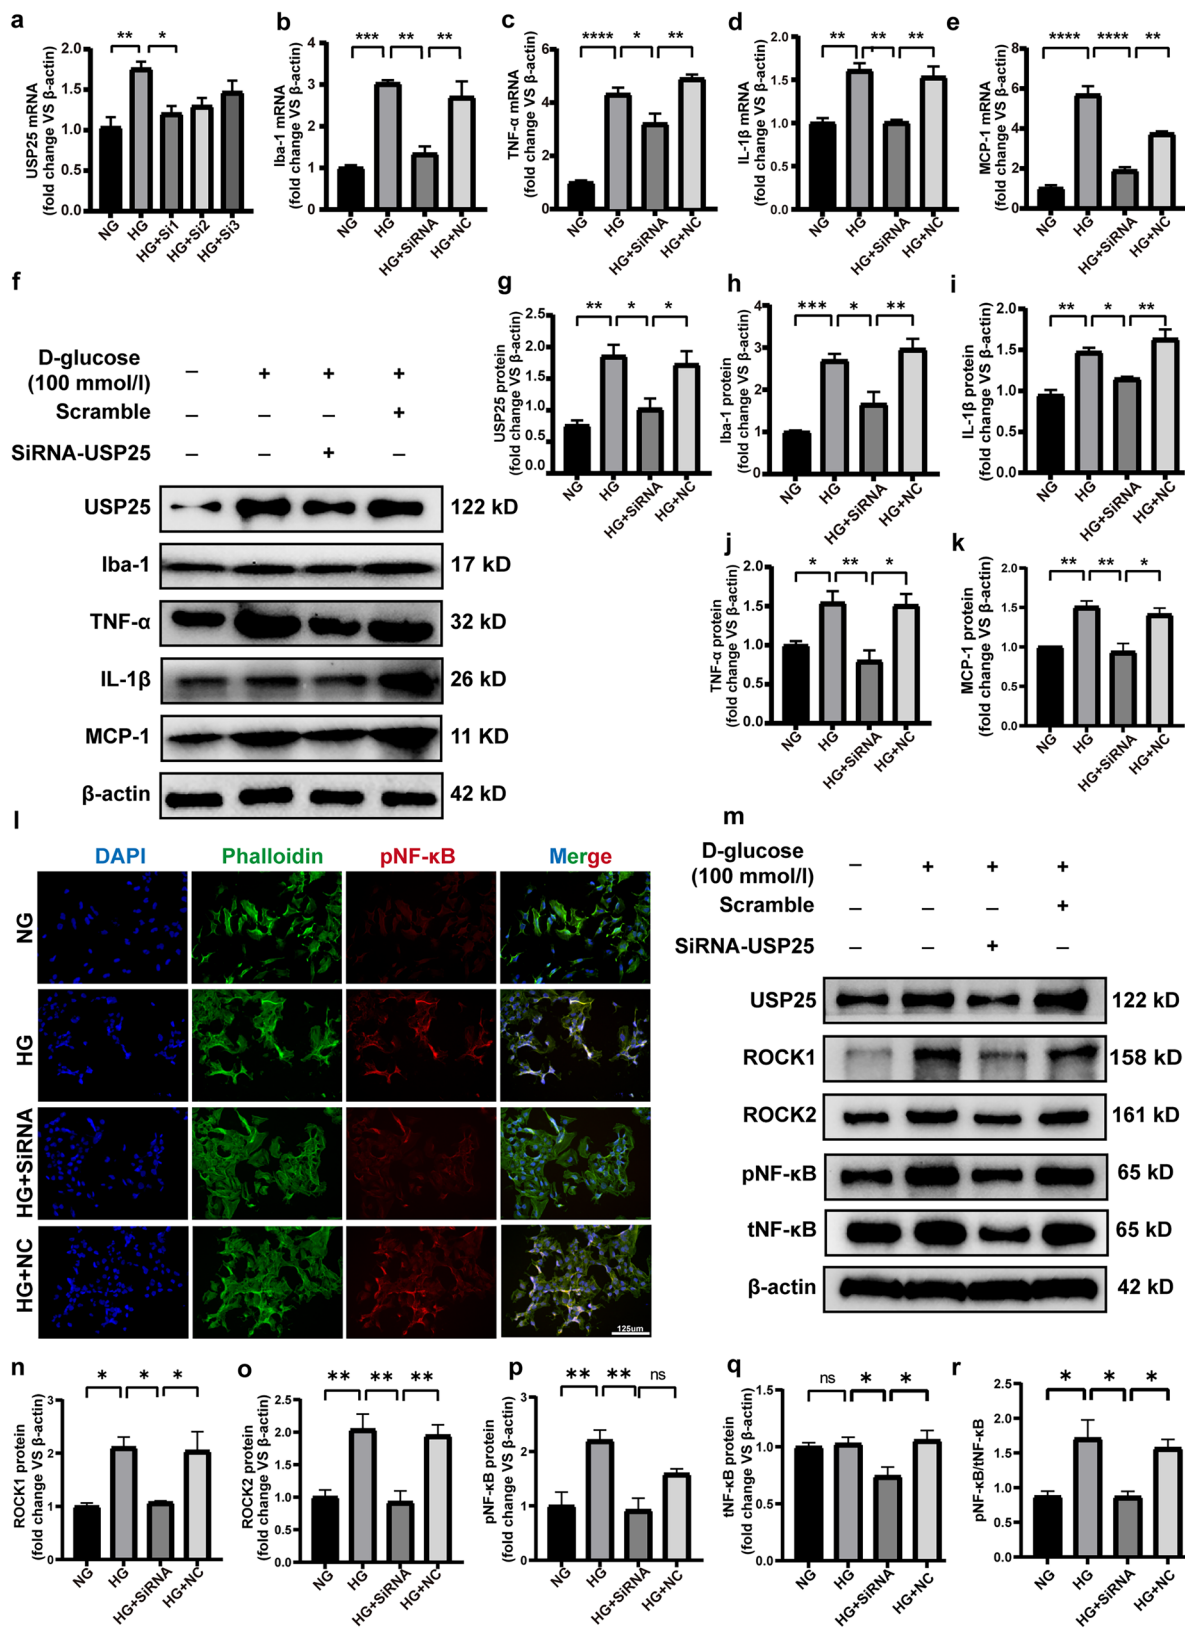 a
USP25 mRNA
(fold change VS β-actin)
2.0
1.5
1.0
0.5
0.0
**
*
NG
HG
HG+Si1
HG+Si2
HG+Si3
b
Iba-1 mRNA
(fold change VS β-actin)
4
3
2
1
0
***
**
**
NG
HG
HG+SiRNA
HG+NC
c
TNF-α mRNA
(fold change VS β-actin)
6
4
2
0
****
*
**
NG
HG
HG+SiRNA
HG+NC
d
IL-1β mRNA
(fold change VS β-actin)
2.0
1.5
1.0
0.5
0.0
**
**
**
NG
HG
HG+SiRNA
HG+NC
e
MCP-1 mRNA
(fold change VS β-actin)
8
6
4
2
0
****
****
**
NG
HG
HG+SiRNA
HG+NC
f
D-glucose
(100 mmol/l)
– + + +
Scramble
– – – +
SiRNA-USP25
– – + –
USP25 122 kD
Iba-1 17 kD
TNF-α 32 kD
IL-1β 26 kD
MCP-1 11 KD
β-actin 42 kD
g
USP25 protein
(fold change VS β-actin)
2.5
2.0
1.5
1.0
0.5
0.0
**
*
*
NG
HG
HG+SiRNA
HG+NC
h
Iba-1 protein
(fold change VS β-actin)
4
3
2
1
0
***
*
**
NG
HG
HG+SiRNA
HG+NC
i
IL-1β protein
(fold change VS β-actin)
2.0
1.5
1.0
0.5
0.0
**
*
**
NG
HG
HG+SiRNA
HG+NC
j
TNF-α protein
(fold change VS β-actin)
2.0
1.5
1.0
0.5
0.0
*
**
*
NG
HG
HG+SiRNA
HG+NC
k
MCP-1 protein
(fold change VS β-actin)
2.0
1.5
1.0
0.5
0.0
**
**
*
NG
HG
HG+SiRNA
HG+NC
l
DAPI Phalloidin pNF-κB Merge
NG
HG
HG+SiRNA
HG+NC
125um
m
D-glucose
(100 mmol/l)
– + + +
Scramble
– – – +
SiRNA-USP25
– – + –
USP25 122 kD
ROCK1 158 kD
ROCK2 161 kD
pNF-κB 65 kD
tNF-κB 65 kD
β-actin 42 kD
n
ROCK1 protein
(fold change VS β-actin)
3
2
1
0
*
*
*
NG
HG
HG+SiRNA
HG+NC
o
ROCK2 protein
(fold change VS β-actin)
2.5
2.0
1.5
1.0
0.5
0.0
**
**
**
NG
HG
HG+SiRNA
HG+NC
p
pNF-κB protein
(fold change VS β-actin)
3
2
1
0
**
**
ns
NG
HG
HG+SiRNA
HG+NC
q
tNF-κB protein
(fold change VS β-actin)
1.5
1.0
0.5
0.0
ns
*
*
NG
HG
HG+SiRNA
HG+NC
r
pNF-κB/tNF-κB
2.5
2.0
1.5
1.0
0.5
0.0
*
*
*
NG
HG
HG+SiRNA
HG+NC